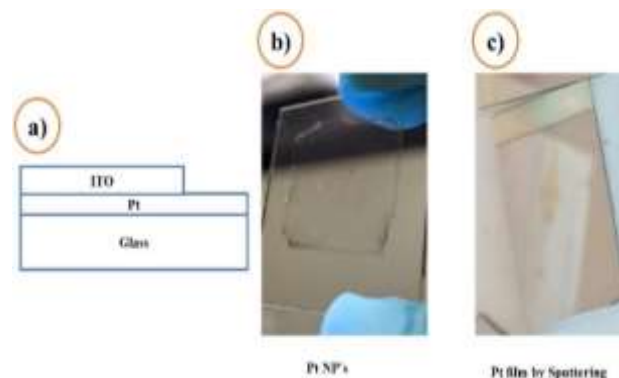 a)
b)
c)
ITO
Pt
Glass
Pt NP's
Pt film by Sputtering